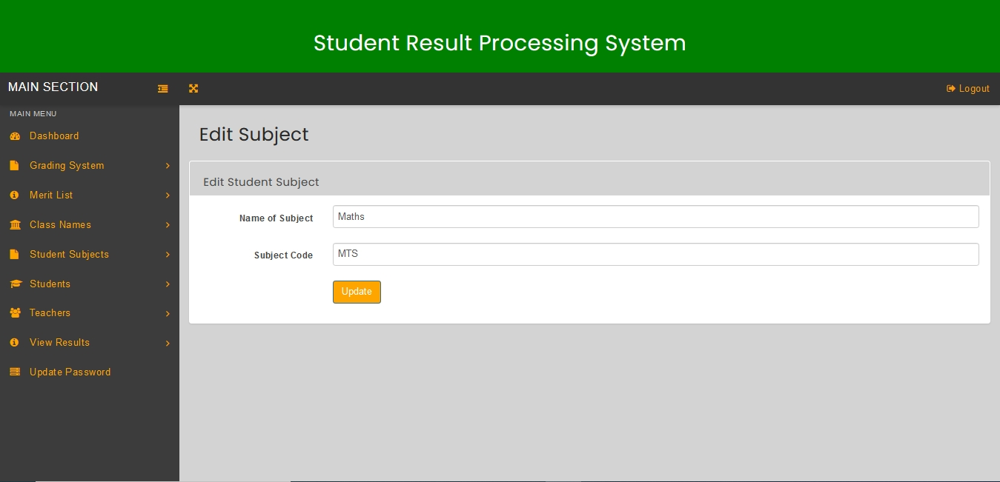 Student Result Processing System
MAIN SECTION
Logout
MAIN MENU
Dashboard
Grading System
Merit List
Class Names
Student Subjects
Students
Teachers
View Results
Update Password
Edit Subject
Edit Student Subject
Name of Subject Maths
Subject Code MTS
Update